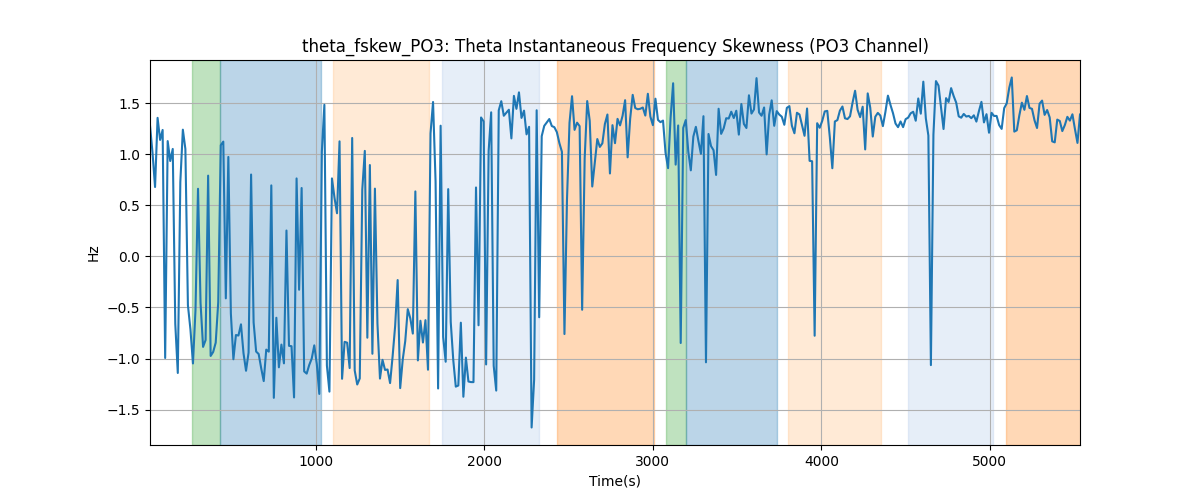 theta_fskew_PO3: Theta Instantaneous Frequency Skewness (PO3 Channel)
1.5
1.0
0.5
0.0
−0.5
−1.0
−1.5
Hz
1000 2000 3000 4000 5000
Time(s)